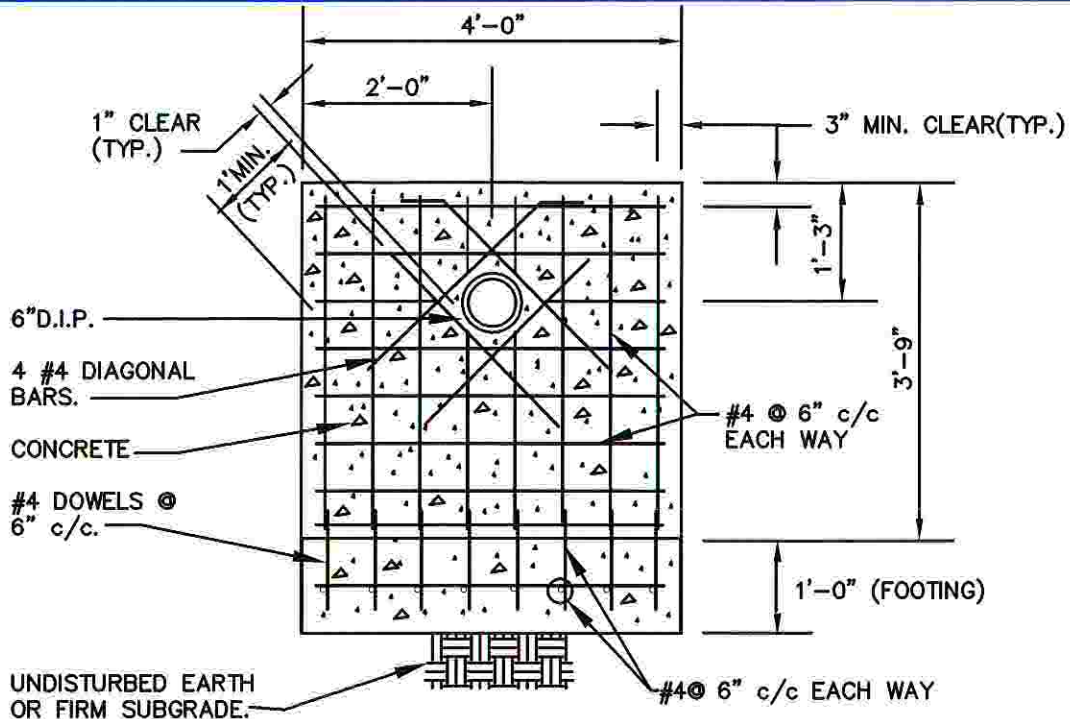 4'-0"
2'-0"
1" CLEAR
(TYP.)
3" MIN. CLEAR(TYP.)
1'MIN.
(TYP.)
1'-3"
6"D.I.P.
4 #4 DIAGONAL
BARS.
3'-9"
#4 @ 6" c/c
EACH WAY
CONCRETE
#4 DOWELS @
6" c/c.
1'-0" (FOOTING)
UNDISTURBED EARTH
OR FIRM SUBGRADE.
#4@ 6" c/c EACH WAY